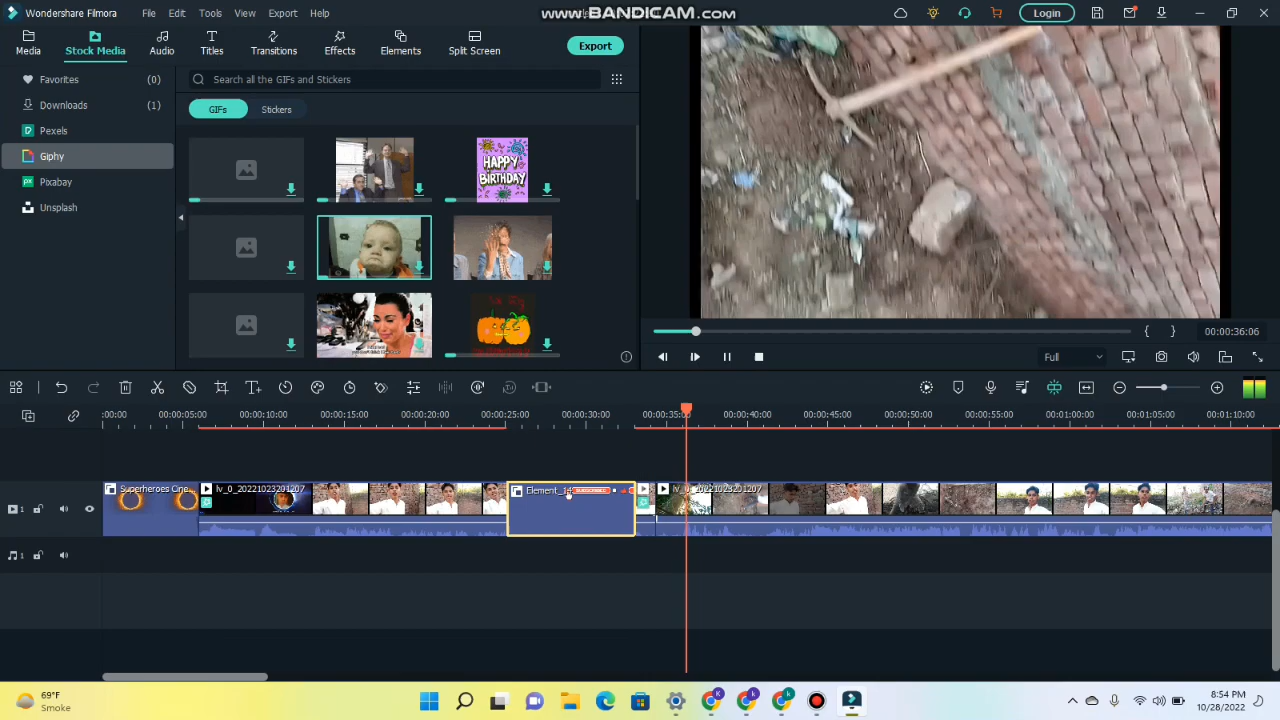 Wondershare Filmora
File
Edit
Tools
View
Export
Help
www.BANDICAM.com
Login
Media
Stock Media
Audio
Titles
Transitions
Effects
Elements
Split Screen
Export
Favorites
(0)
Downloads
(1)
Pexels
Giphy
Pixabay
Unsplash
Search all the GIFs and Stickers
GIFs
Stickers
HAPPY
BIRTHDAY
00:00:36:06
Full
:00:00
00:00:05:00
00:00:10:00
00:00:15:00
00:00:20:00
00:00:25:00
00:00:30:00
00:00:35:00
00:00:40:00
00:00:45:00
00:00:50:00
00:00:55:00
00:01:00:00
00:01:05:00
00:01:10:00
Superheroes Cine
lv_0_20221023201207
Element_1
SUBSCRIBED
lv_0_20221023201207
1
1
69°F
Smoke
8:54 PM
10/28/2022